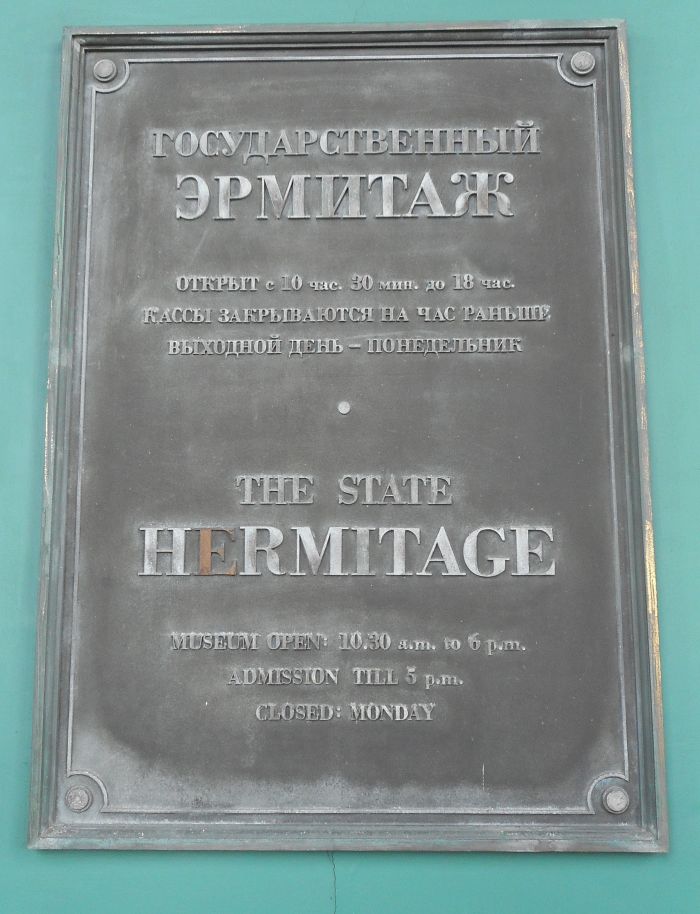 ГОСУДАРСТВЕННЫЙ
ЭРМИТАЖ
ОТКРЫТ с 10 час. 30 мин. до 18 час.
КАССЫ ЗАКРЫВАЮТСЯ НА ЧАС РАНЬШЕ
ВЫХОДНОЙ ДЕНЬ – ПОНЕДЕЛЬНИК
THE STATE
HERMITAGE
MUSEUM OPEN: 10.30 a.m. to 6 p.m.
ADMISSION TILL 5 p.m.
CLOSED: MONDAY